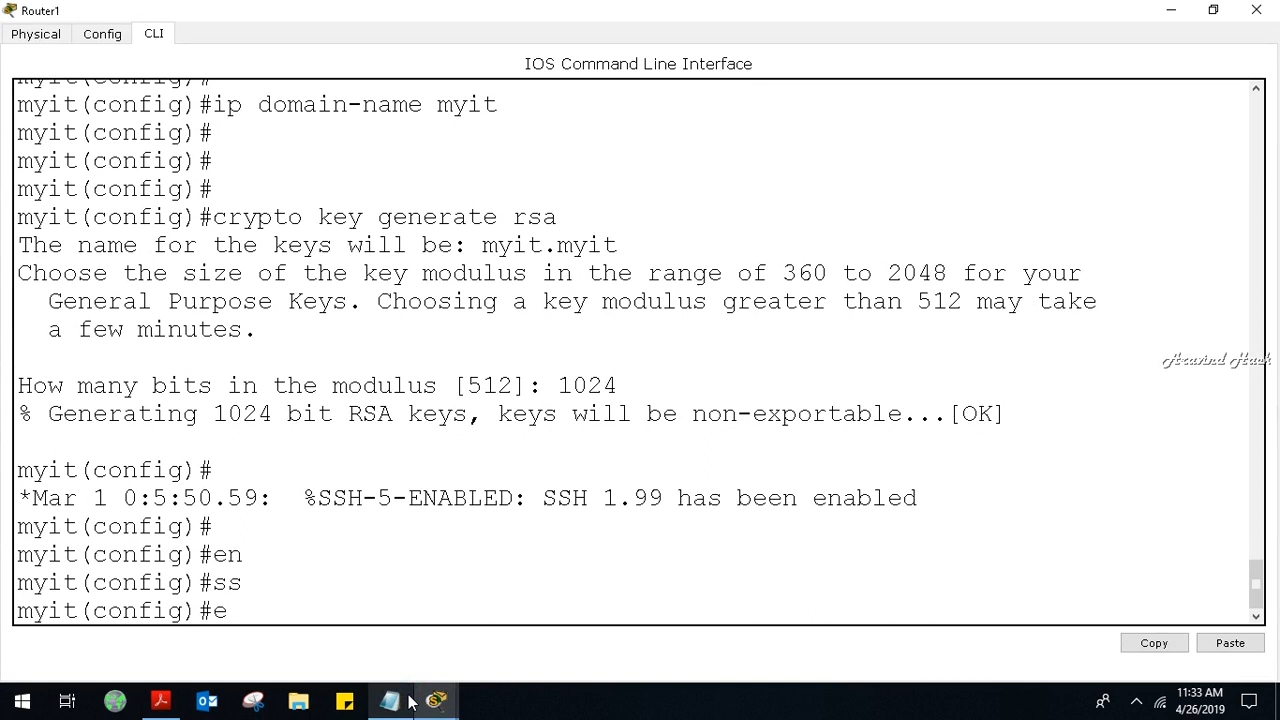 Router1
Physical Config CLI
IOS Command Line Interface
myit(config)#
myit(config)#ip domain-name myit
myit(config)#
myit(config)#
myit(config)#
myit(config)#crypto key generate rsa
The name for the keys will be: myit.myit
Choose the size of the key modulus in the range of 360 to 2048 for your
General Purpose Keys. Choosing a key modulus greater than 512 may take
a few minutes.
Aravind Hack
How many bits in the modulus [512]: 1024
% Generating 1024 bit RSA keys, keys will be non-exportable...[OK]
myit(config)#
*Mar 1 0:5:50.59: %SSH-5-ENABLED: SSH 1.99 has been enabled
myit(config)#
myit(config)#en
myit(config)#ss
myit(config)#e
Copy Paste
11:33 AM
4/26/2019